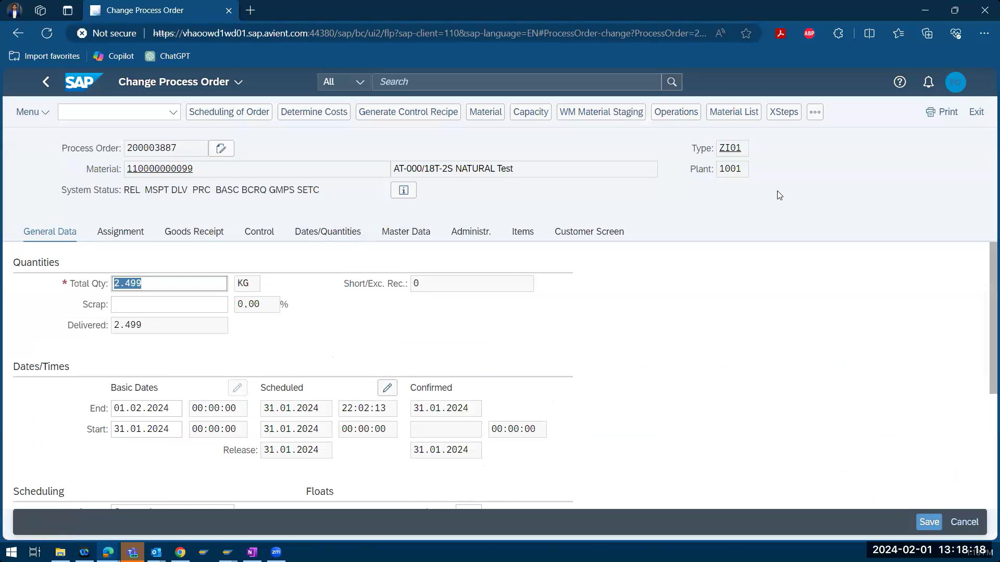 Change Process Order
Not secure https://vhaoowd1wd01.sap.avient.com:44380/sap/bc/ui2/flp?sap-client=110&sap-language=EN#ProcessOrder-change?ProcessOrder=2...
ABP
Import favorites Copilot ChatGPT
SAP Change Process Order All Search PD
Menu Scheduling of Order Determine Costs Generate Control Recipe Material Capacity WM Material Staging Operations Material List XSteps Print Exit
Process Order: 200003887 Type: ZI01
Material: 110000000099 AT-000/18T-2S NATURAL Test Plant: 1001
System Status: REL MSPT DLV PRC BASC BCRQ GMPS SETC
General Data Assignment Goods Receipt Control Dates/Quantities Master Data Administr. Items Customer Screen
Quantities
* Total Qty: 2.499 KG Short/Exc. Rec.: 0
Scrap: 0,00 %
Delivered: 2.499
Dates/Times
Basic Dates Scheduled Confirmed
End: 01.02.2024 00:00:00 31.01.2024 22:02:13 31.01.2024
Start: 31.01.2024 00:00:00 31.01.2024 00:00:00 00:00:00
Release: 31.01.2024 31.01.2024
Scheduling Floats
Save Cancel
2024-02-01 13:18:18